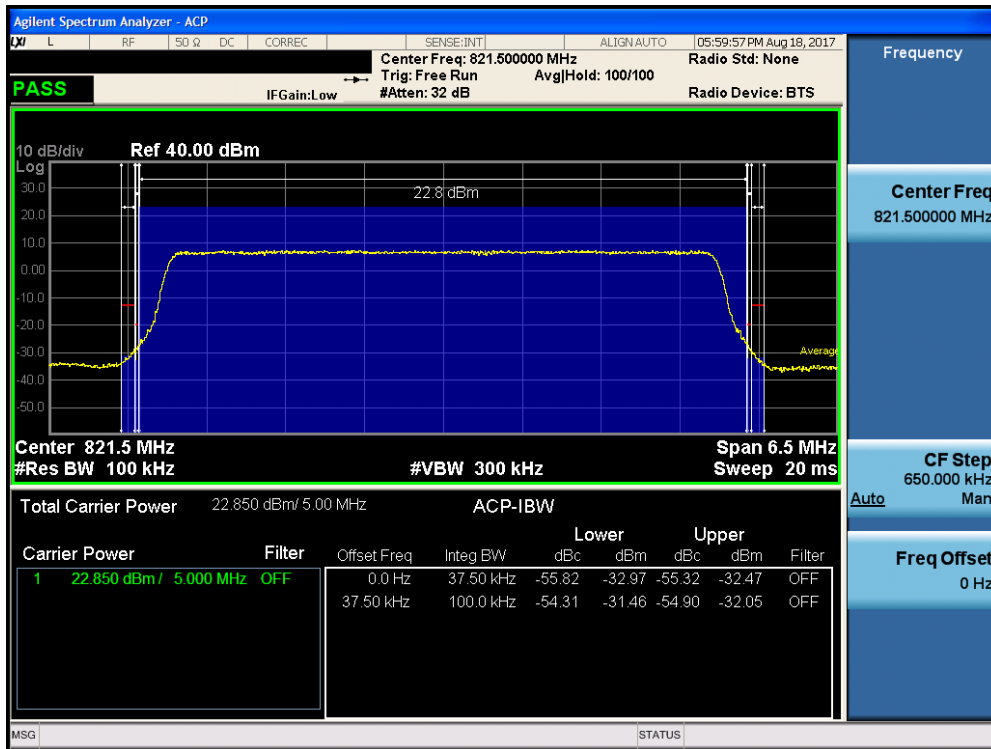 Agilent Spectrum Analyzer - ACP
LXI L RF 50 Ω DC CORREC SENSE:INT ALIGN AUTO 05:59:57 PM Aug 18, 2017
Center Freq: 821.500000 MHz Radio Std: None
Trig: Free Run Avg|Hold: 100/100
PASS IFGain:Low #Atten: 32 dB Radio Device: BTS
10 dB/div Ref 40.00 dBm
Log
30.0
22.8 dBm
20.0
10.0
0.00
-10.0
-20.0
-30.0
Average
-40.0
-50.0
Center 821.5 MHz Span 6.5 MHz
#Res BW 100 kHz #VBW 300 kHz Sweep 20 ms
Total Carrier Power 22.850 dBm/ 5.00 MHz ACP-IBW
Lower Upper
Carrier Power Filter Offset Freq Integ BW dBc dBm dBc dBm Filter
1 22.850 dBm / 5.000 MHz OFF 0.0 Hz 37.50 kHz -55.82 -32.97 -55.32 -32.47 OFF
37.50 kHz 100.0 kHz -54.31 -31.46 -54.90 -32.05 OFF
MSG STATUS
Frequency
Center Freq
821.500000 MHz
CF Step
650.000 kHz
Auto Man
Freq Offset
0 Hz